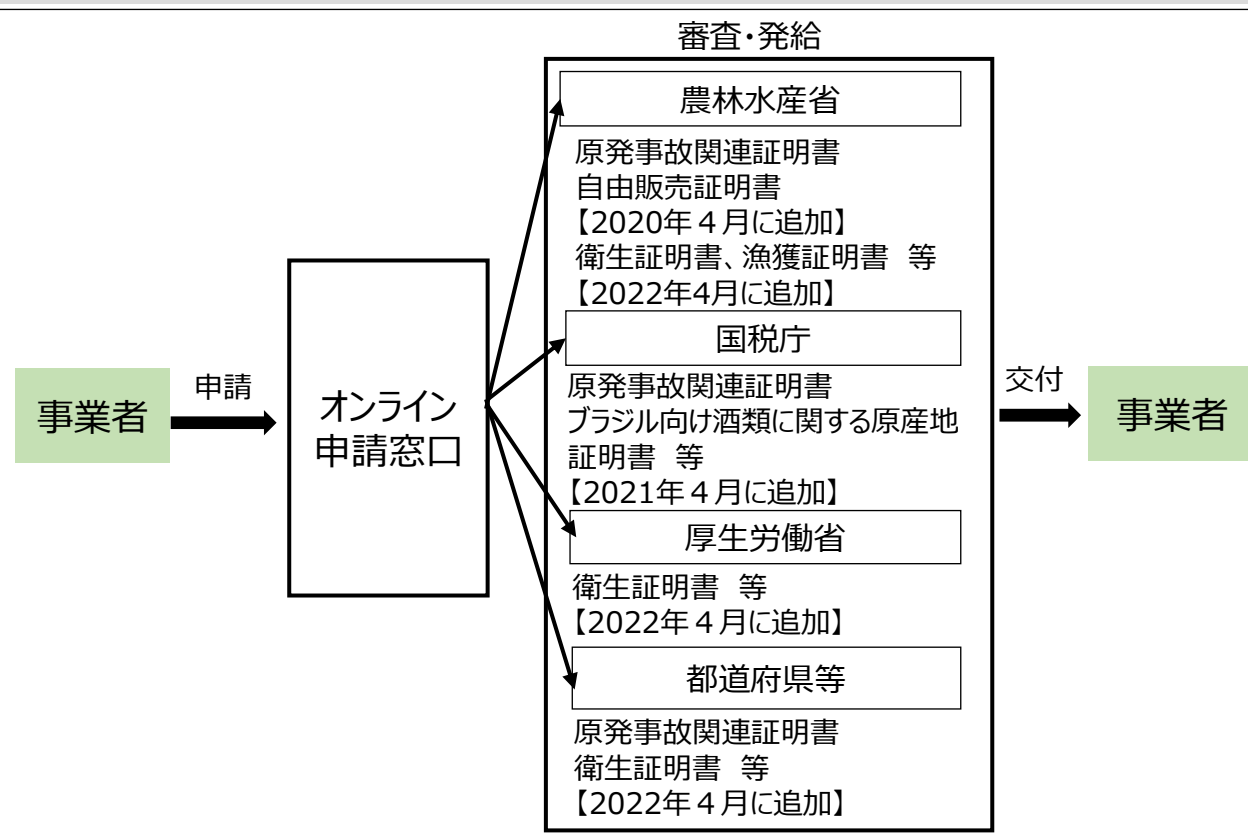 審査・発給
事業者
申請
オンライン
申請窓口
農林水産省
原発事故関連証明書
自由販売証明書
【2020年４月に追加】
衛生証明書、漁獲証明書　等
【2022年4月に追加】
国税庁
原発事故関連証明書
ブラジル向け酒類に関する原産地
証明書　等
【2021年４月に追加】
厚生労働省
衛生証明書　等
【2022年４月に追加】
都道府県等
原発事故関連証明書
衛生証明書　等
【2022年４月に追加】
交付
事業者